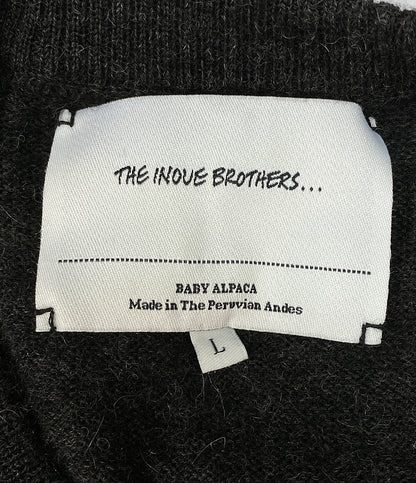 THE INOUE BROTHERS...
BABY ALPACA
Made in The Peruvian Andes
L